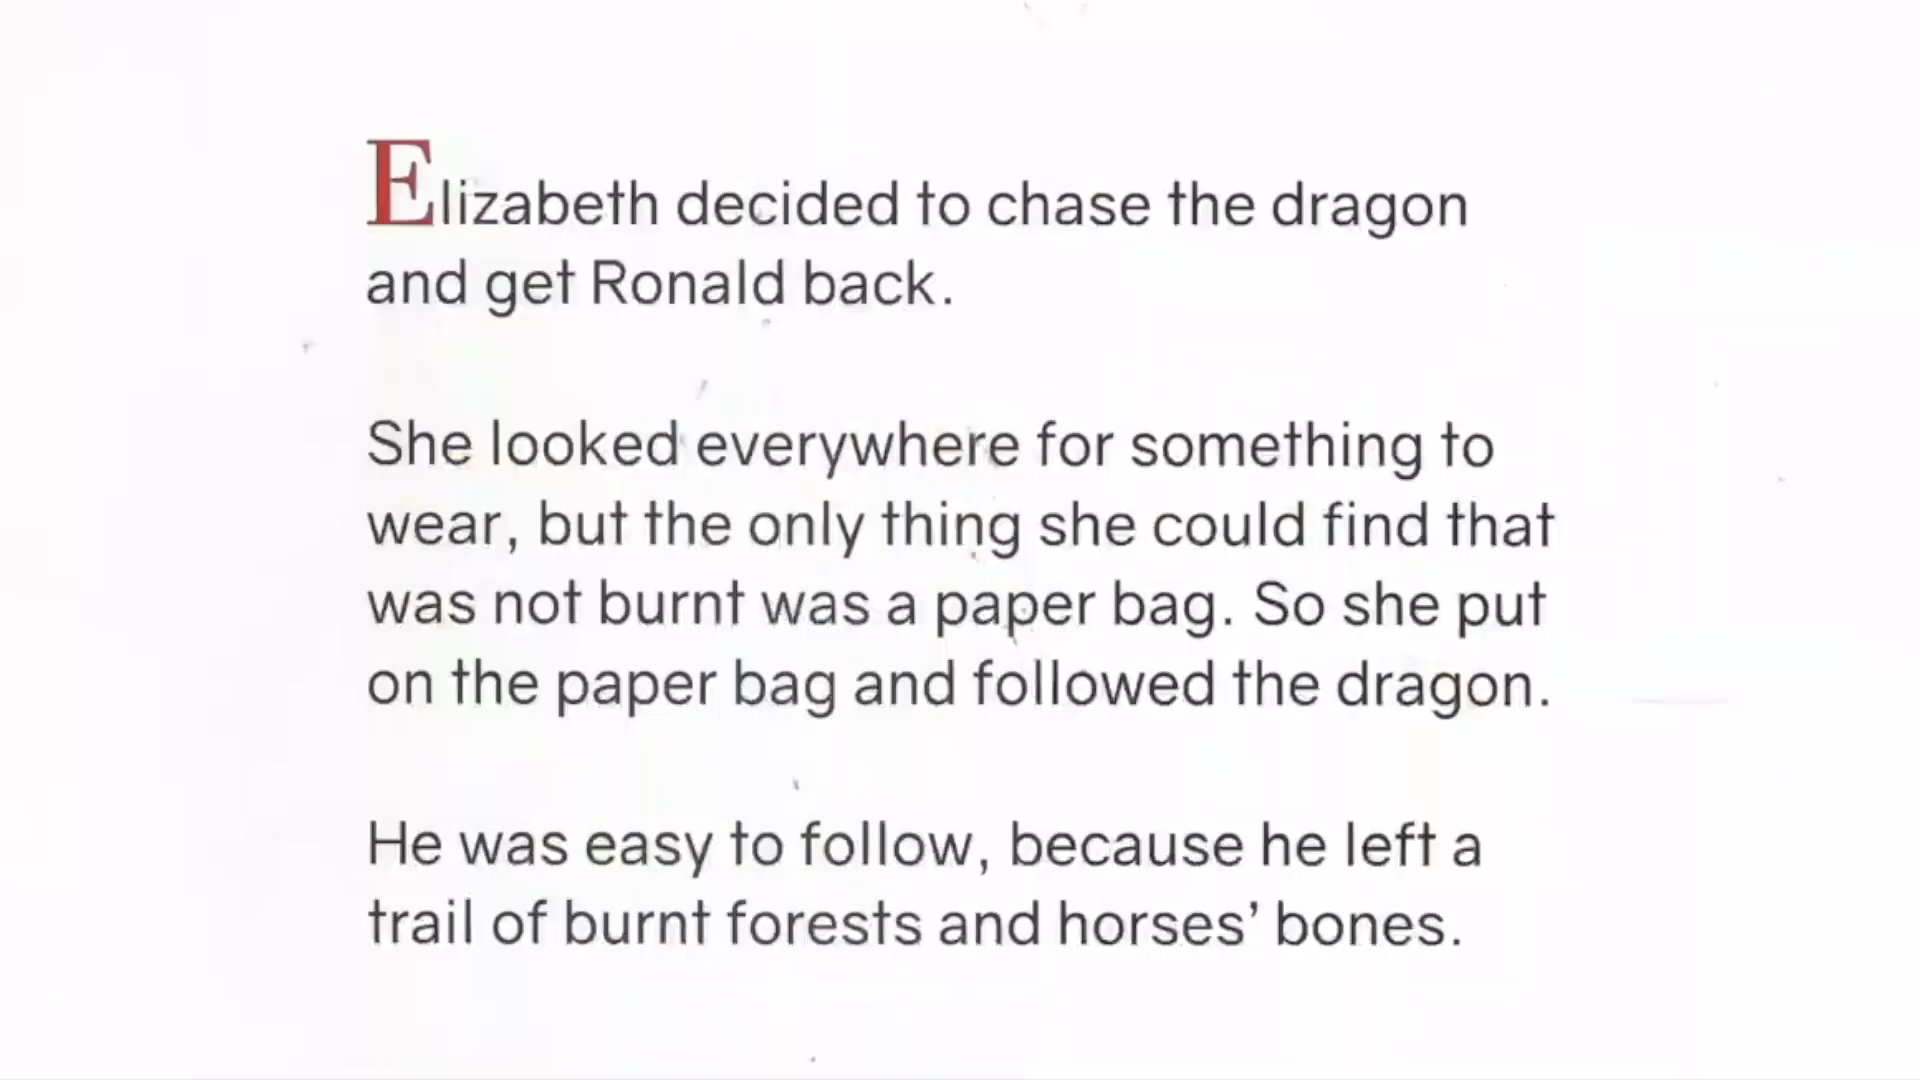 Elizabeth decided to chase the dragon
and get Ronald back.
She looked everywhere for something to
wear, but the only thing she could find that
was not burnt was a paper bag. So she put
on the paper bag and followed the dragon.
He was easy to follow, because he left a
trail of burnt forests and horses’ bones.